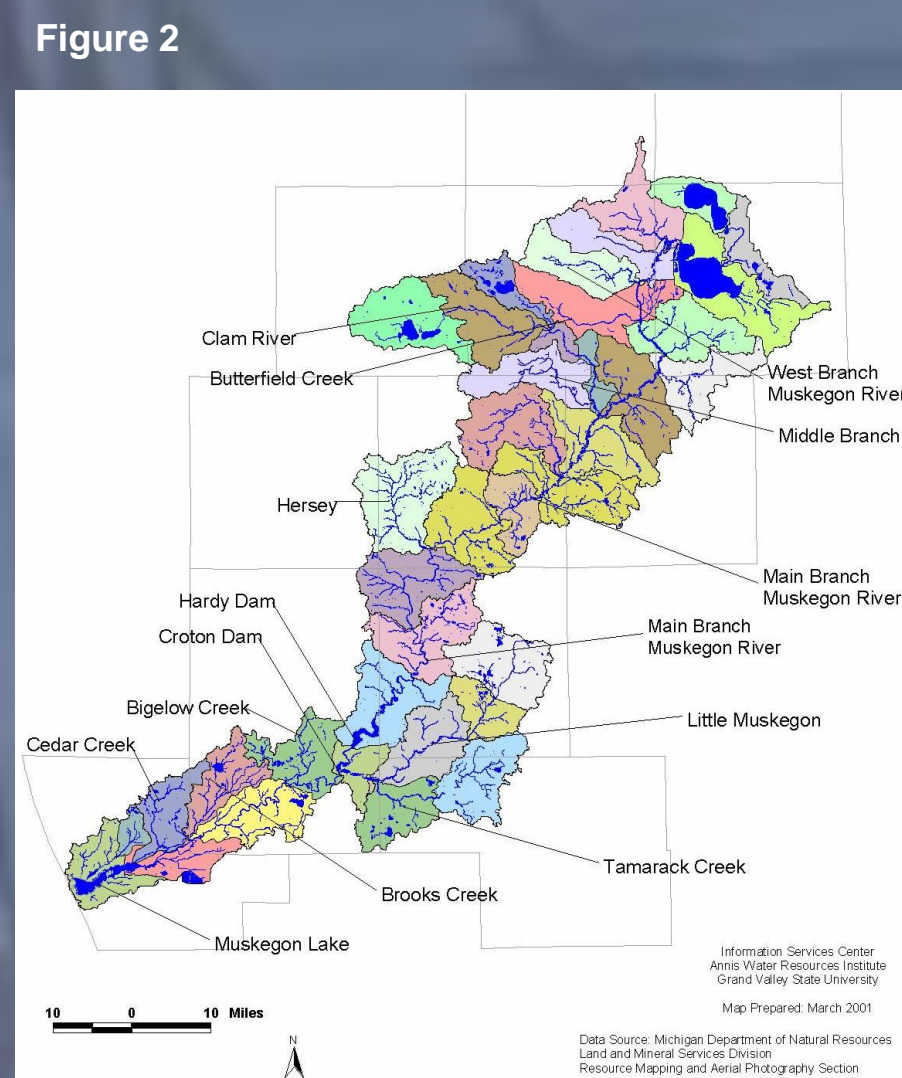 Figure 2
Clam River
Butterfield Creek
West Branch
Muskegon River
Middle Branch
Hersey
Main Branch
Muskegon River
Hardy Dam
Main Branch
Muskegon River
Croton Dam
Bigelow Creek
Little Muskegon
Cedar Creek
Tamarack Creek
Brooks Creek
Muskegon Lake
Information Services Center
Annis Water Resources Institute
Grand Valley State University
Map Prepared: March 2001
10 0 10 Miles
N
Data Source: Michigan Department of Natural Resources
Land and Mineral Services Division
Resource Mapping and Aerial Photography Section